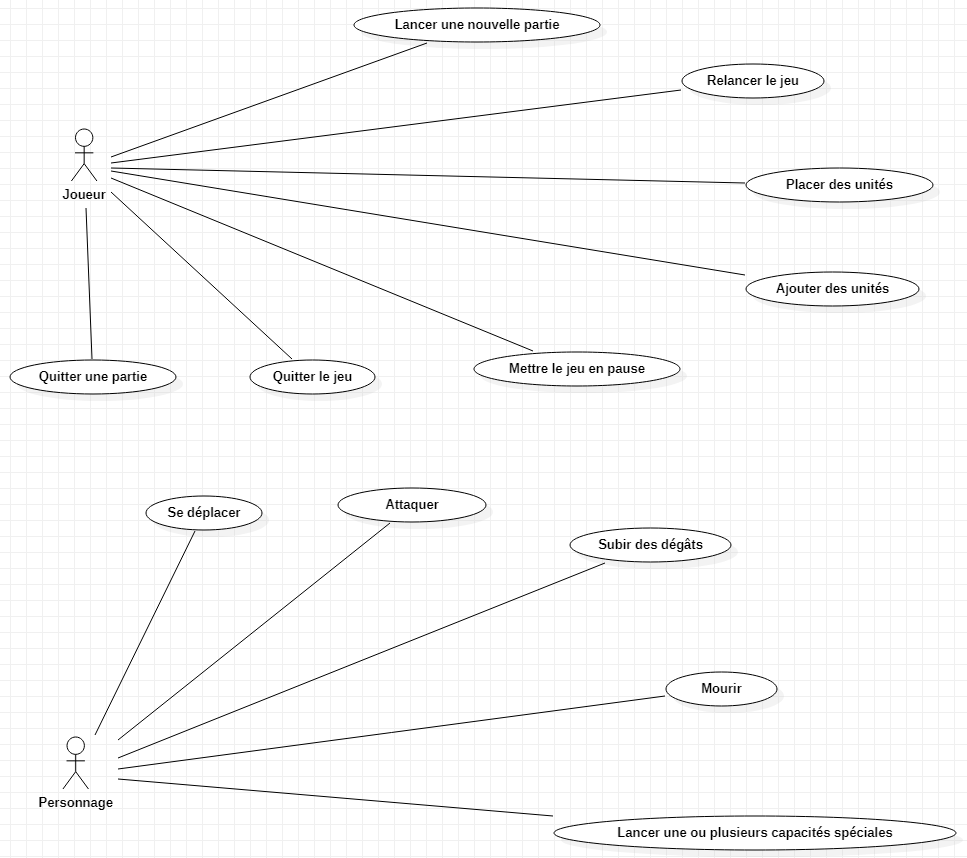 Lancer une nouvelle partie
Relancer le jeu
Joueur
Placer des unités
Ajouter des unités
Quitter une partie
Quitter le jeu
Mettre le jeu en pause
Se déplacer
Attaquer
Subir des dégâts
Mourir
Personnage
Lancer une ou plusieurs capacités spéciales